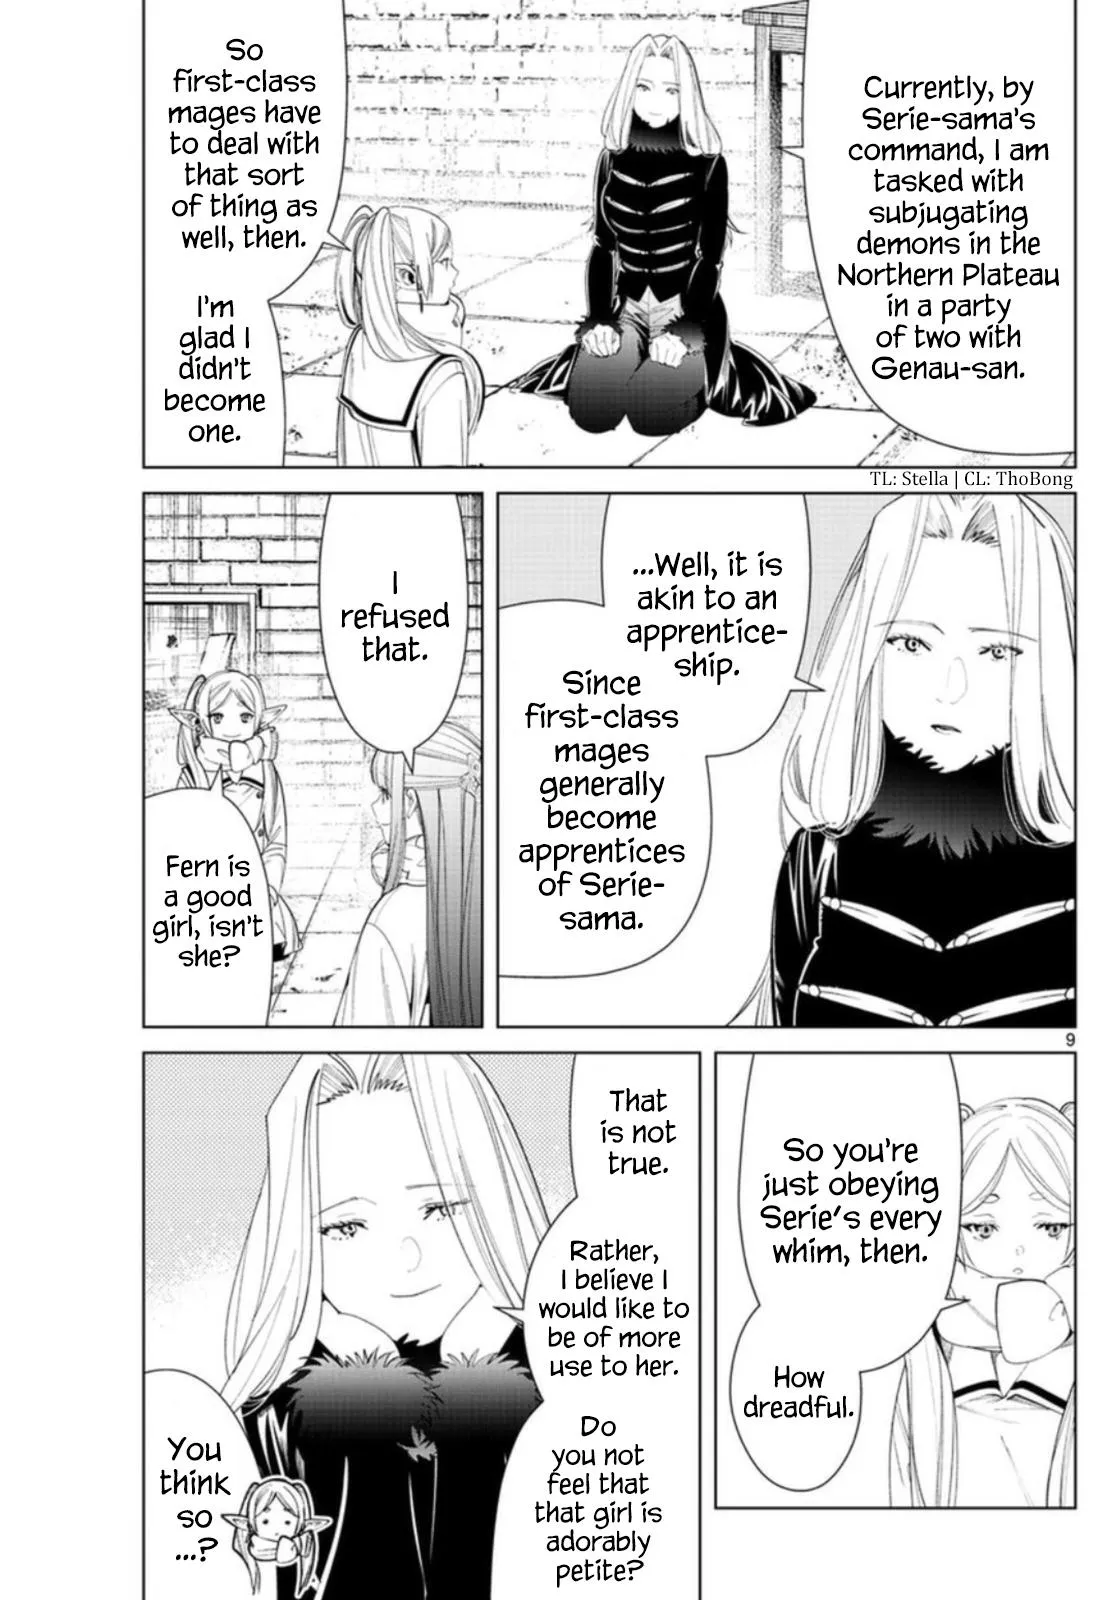 Currently, by
Serie-sama's
command, I am
tasked with
subjugating
demons in the
Northern Plateau
in a party
of two with
Genau-san.
So
first-class
mages have
to deal with
that sort
of thing as
well, then.
I'm
glad I
didn't
become
one.
TL: Stella | CL: ThoBong
...Well, it is
akin to an
apprentice-
ship.
Since
first-class
mages
generally
become
apprentices
of Serie-
sama.
I
refused
that.
Fern is
a good
girl, isn't
she?
9
So you're
just obeying
Serie's every
whim, then.
How
dreadful.
That
is not
true.
Rather,
I believe I
would like to
be of more
use to her.
Do
you not
feel that
that girl is
adorably
petite?
You
think
so
...?